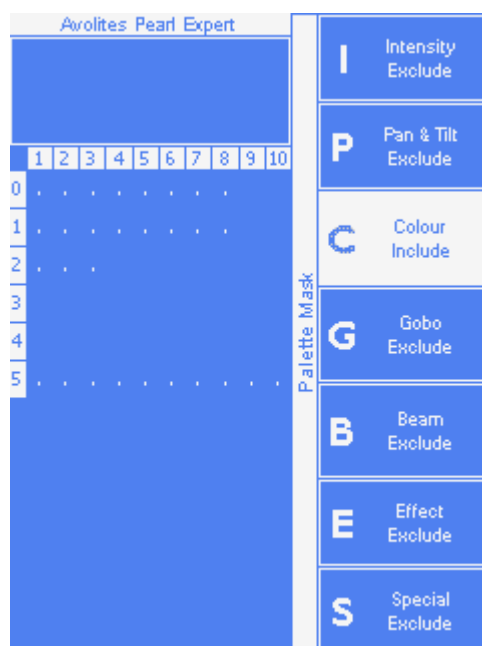 Avolites Pearl Expert
1 2 3 4 5 6 7 8 9 10
0
1
2
3
4
5
Palette Mask
I Intensity
Exclude
P Pan & Tilt
Exclude
C Colour
Include
G Gobo
Exclude
B Beam
Exclude
E Effect
Exclude
S Special
Exclude